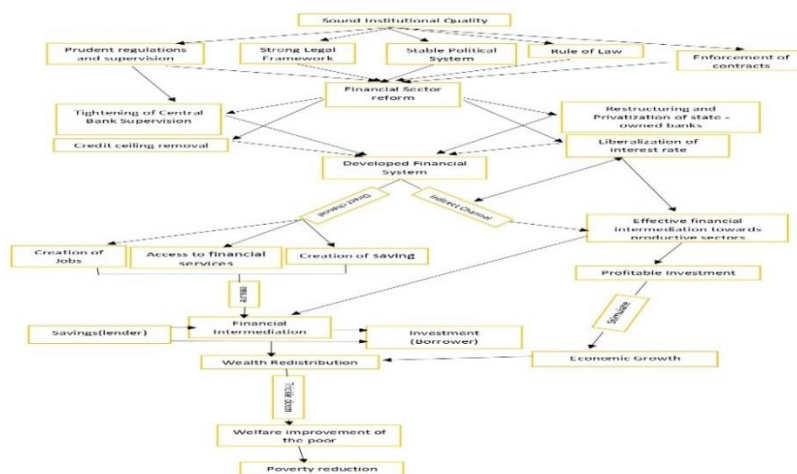 Sound Institutional Quality
Prudent regulations
and supervision
Strong Legal
Framework
Stable Political
System
Rule of Law
Enforcement of
contracts
Financial Sector
reform
Tightening of Central
Bank Supervision
Restructuring and
Privatization of state -
owned banks
Credit ceiling removal
Liberalization of
interest rate
Developed Financial
System
Direct channel
Indirect Channel
Effective financial
intermediation towards
productive sectors
Creation of
Jobs
Access to financial
services
Creation of saving
Profitable Investment
ensure
Stimulate
Savings(lender)
Financial
Intermediation
Investment
(Borrower)
Wealth Redistribution
Economic Growth
Trickle down
Welfare improvement of
the poor
Poverty reduction